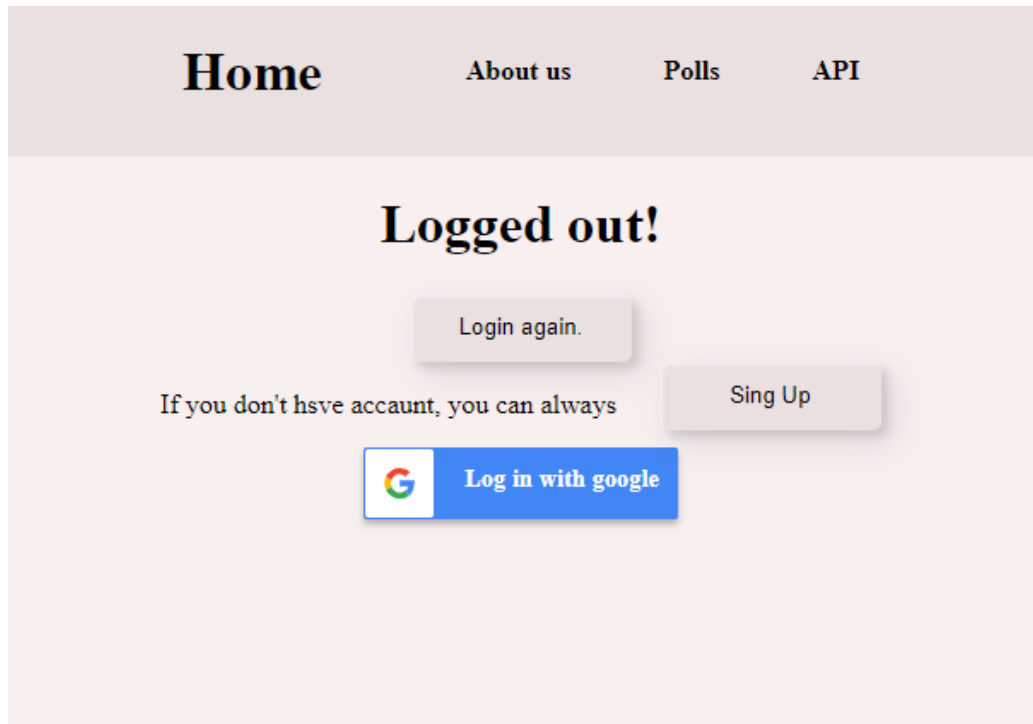 Home About us Polls API
Logged out!
Login again.
If you don't hsve accaunt, you can always Sing Up
Log in with google